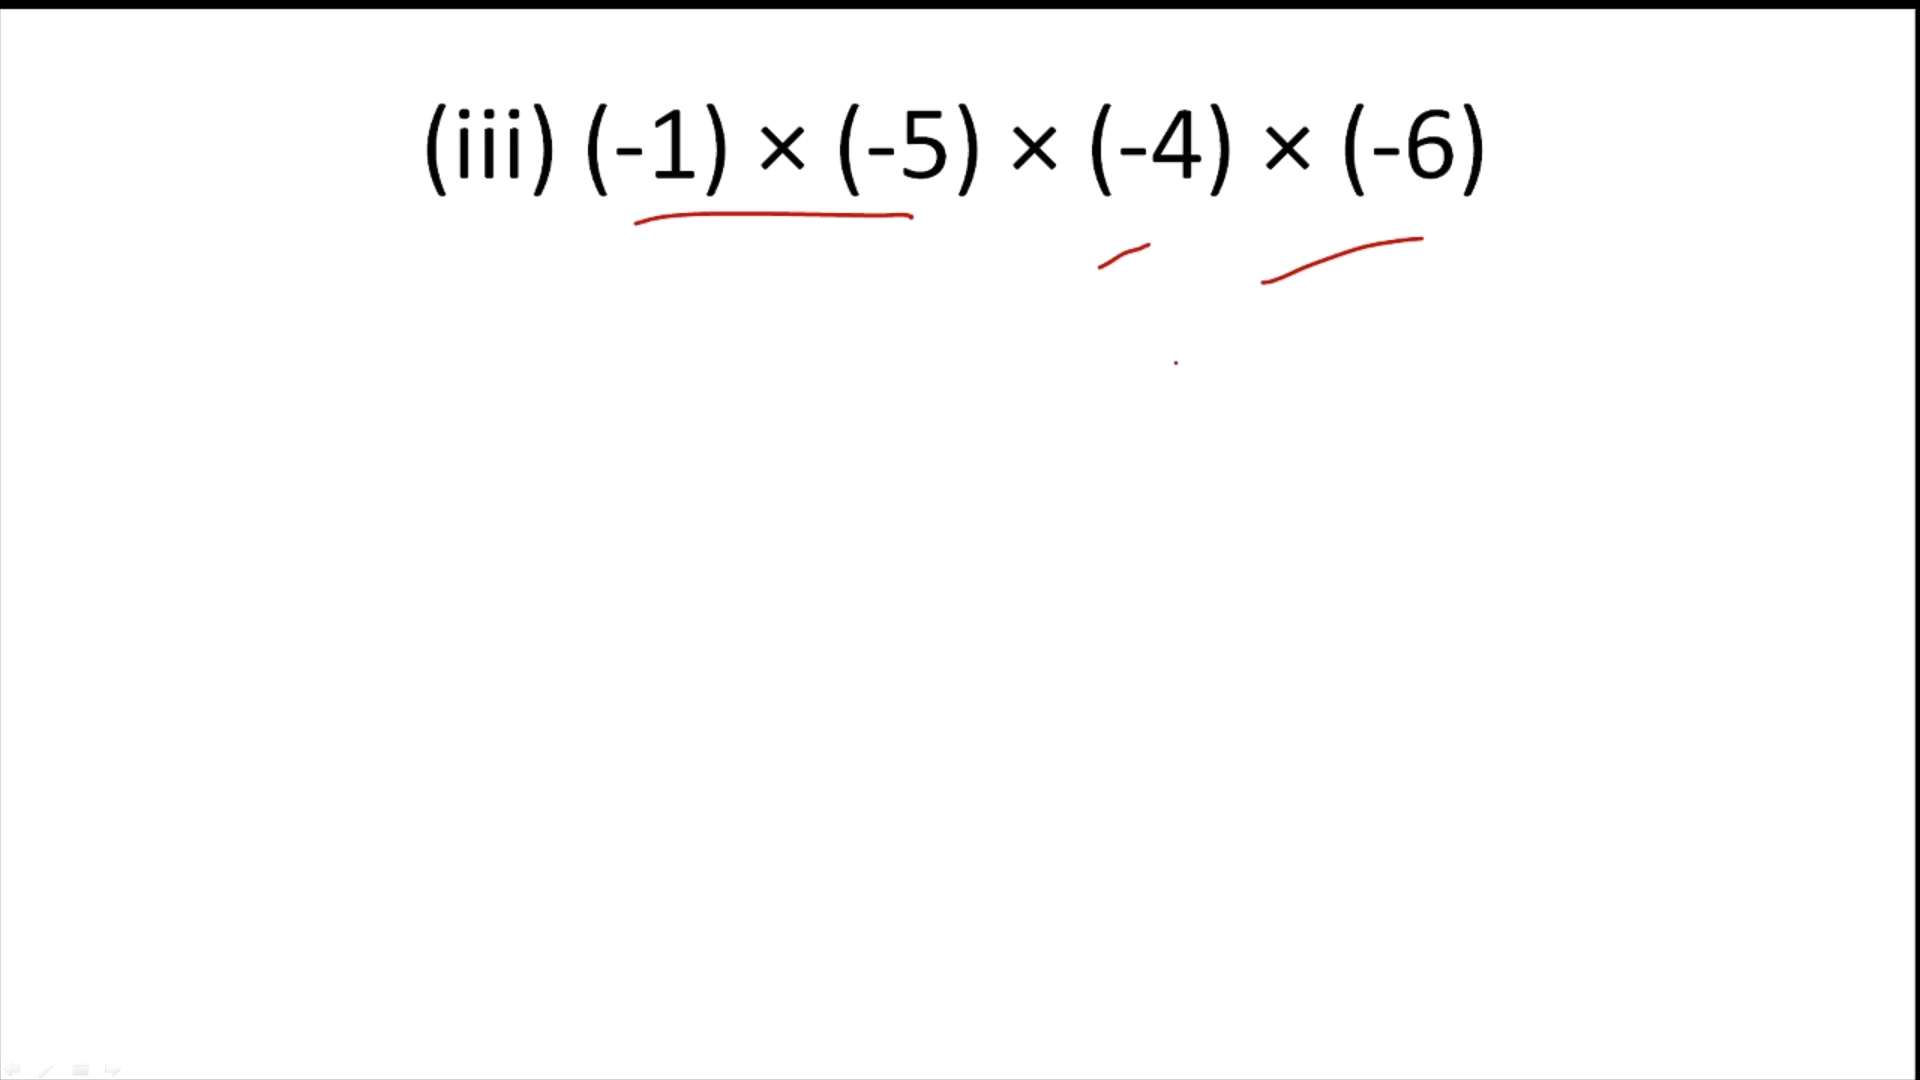 (iii) (-1) × (-5) × (-4) × (-6)